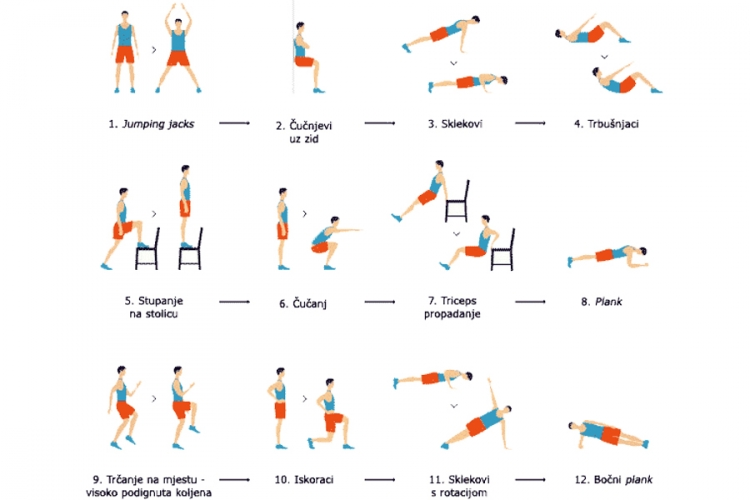 1. Jumping jacks
2. Čučnjevi
uz zid
3. Sklekovi
4. Trbušnjaci
5. Stupanje
na stolicu
6. Čučanj
7. Triceps
propadanje
8. Plank
9. Trčanje na mjestu -
visoko podignuta koljena
10. Iskoraci
11. Sklekovi
s rotacijom
12. Bočni plank